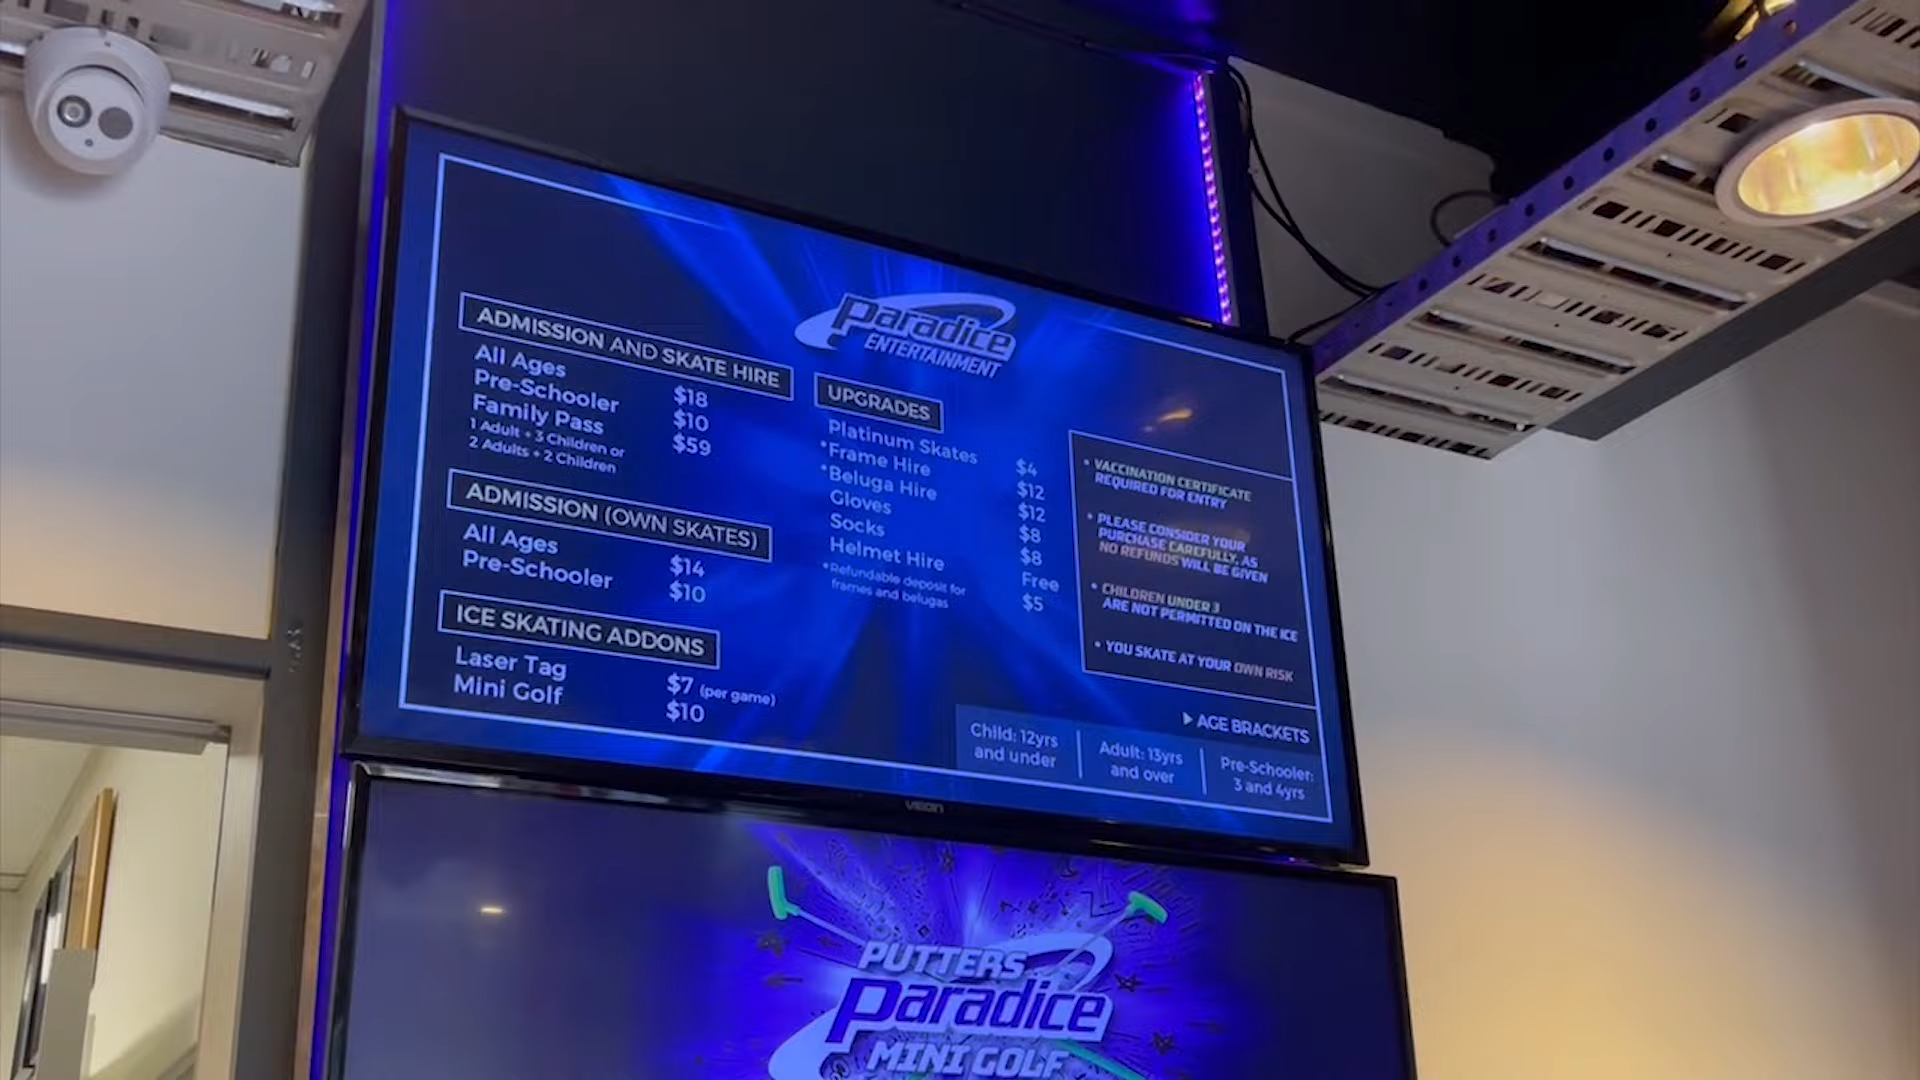 Paradice
ENTERTAINMENT
ADMISSION AND SKATE HIRE
All Ages $18
Pre-Schooler $10
Family Pass $59
1 Adult + 3 Children or
2 Adults + 2 Children
ADMISSION (OWN SKATES)
All Ages $14
Pre-Schooler $10
ICE SKATING ADDONS
Laser Tag $7 (per game)
Mini Golf $10
UPGRADES
Platinum Skates $4
*Frame Hire $12
*Beluga Hire $12
Gloves $8
Socks $8
Helmet Hire Free
*Refundable deposit for $5
frames and belugas
• VACCINATION CERTIFICATE
REQUIRED FOR ENTRY
• PLEASE CONSIDER YOUR
PURCHASE CAREFULLY, AS
NO REFUNDS WILL BE GIVEN
• CHILDREN UNDER 3
ARE NOT PERMITTED ON THE ICE
• YOU SKATE AT YOUR OWN RISK
AGE BRACKETS
Child: 12yrs
and under
Adult: 13yrs
and over
Pre-Schooler:
3 and 4yrs
VEON
PUTTERS
Paradice
MINI GOLF